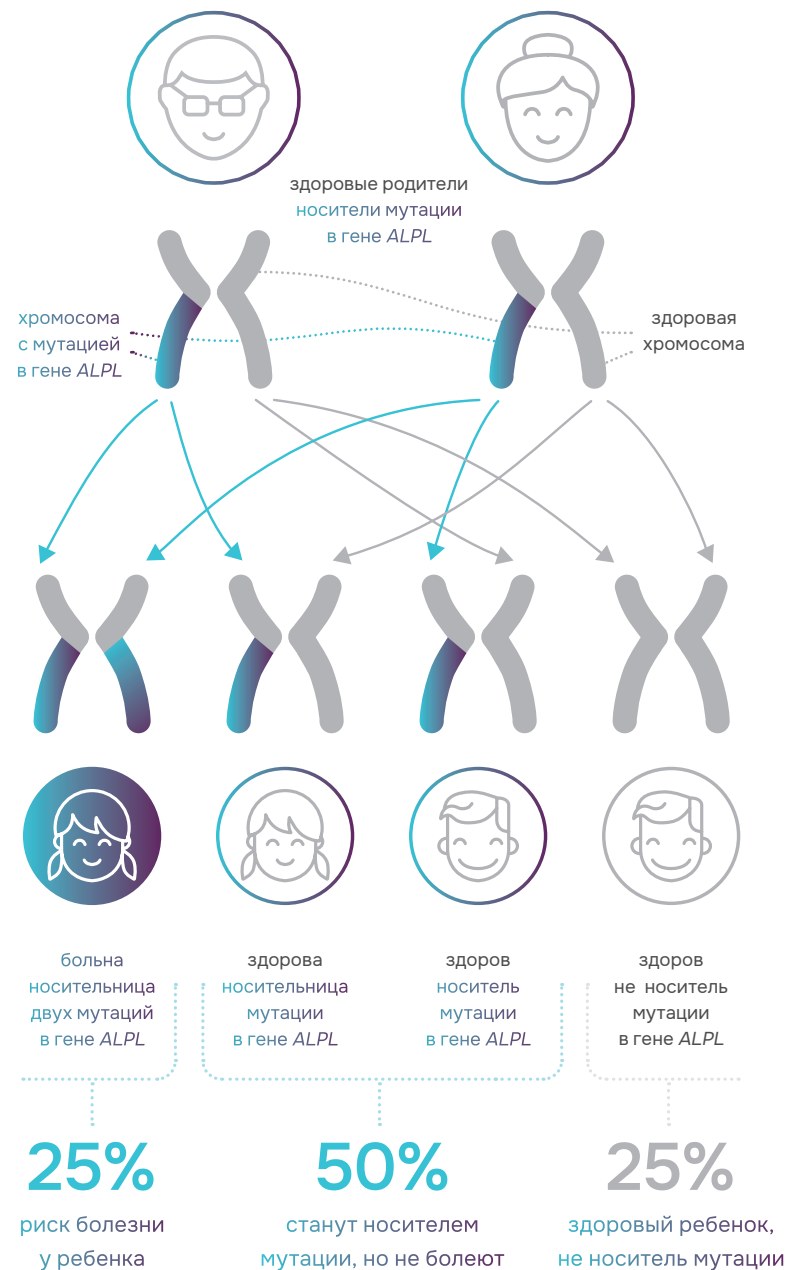 здоровые родители
носители мутации
в гене ALPL
хромосома
с мутацией
в гене ALPL
здоровая
хромосома
больна
носительница
двух мутаций
в гене ALPL
здорова
носительница
мутации
в гене ALPL
здоров
носитель
мутации
в гене ALPL
здоров
не носитель
мутации
в гене ALPL
25%
риск болезни
у ребенка
50%
станут носителем
мутации, но не болеют
25%
здоровый ребенок,
не носитель мутации